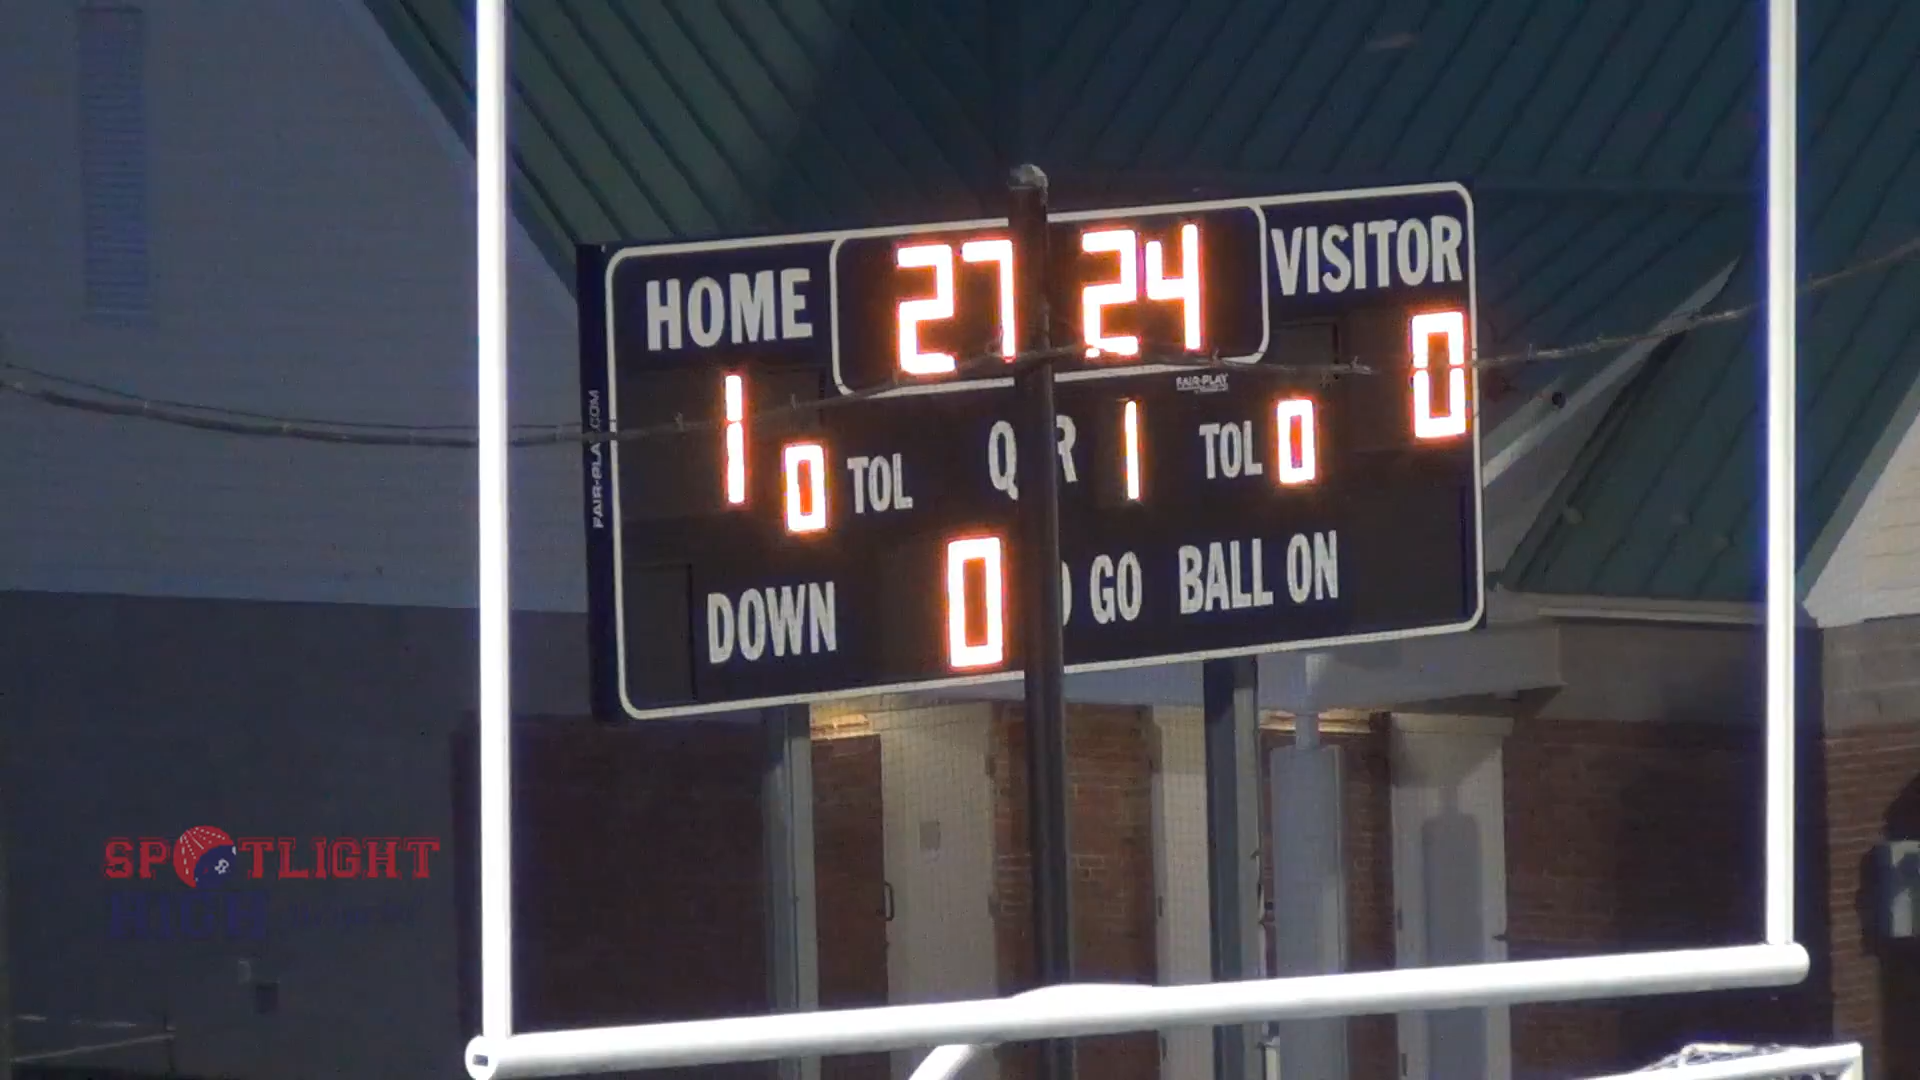 HOME 27 24 VISITOR
FAIR-PLAY
1 0
0 TOL Q R 1 TOL 0
DOWN 0 GO BALL ON
FAIR-PLAY.COM
SPOTLIGHT
HIGH